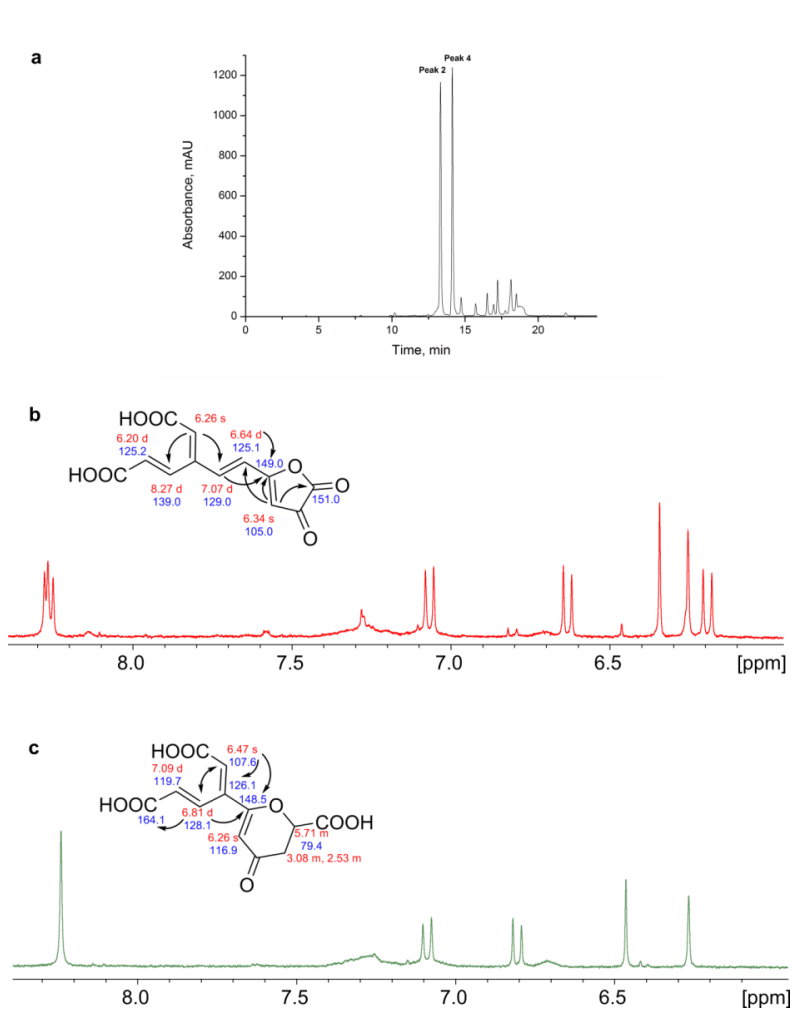 a
Peak 4
Peak 2
1200
1000
800
600
400
200
0
Absorbance, mAU
0 5 10 15 20
Time, min
b
HOOC 6.26 s
6.20 d 6.64 d
125.2 125.1
149.0 O
HOOC O
8.27 d 7.07 d 151.0
139.0 129.0
6.34 s
105.0
O
8.0 7.5 7.0 6.5 [ppm]
c
HOOC 6.47 s
7.09 d 107.6
119.7 126.1
148.5 O
HOOC 6.81 d COOH
164.1 128.1 5.71 m
6.26 s 79.4
116.9 3.08 m, 2.53 m
O
8.0 7.5 7.0 6.5 [ppm]